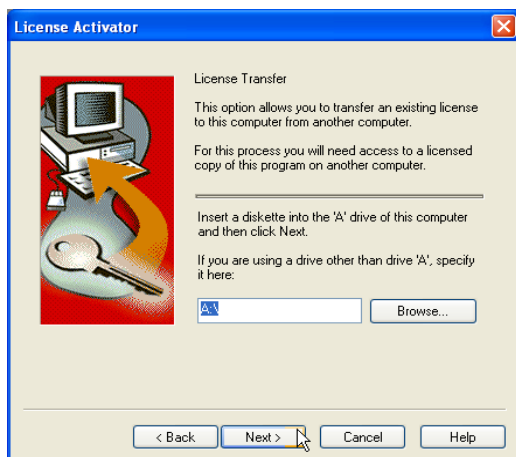 License Activator
License Transfer
This option allows you to transfer an existing license
to this computer from another computer.
For this process you will need access to a licensed
copy of this program on another computer.
Insert a diskette into the 'A' drive of this computer
and then click Next.
If you are using a drive other than drive 'A', specify
it here:
A:\
Browse...
< Back
Next >
Cancel
Help